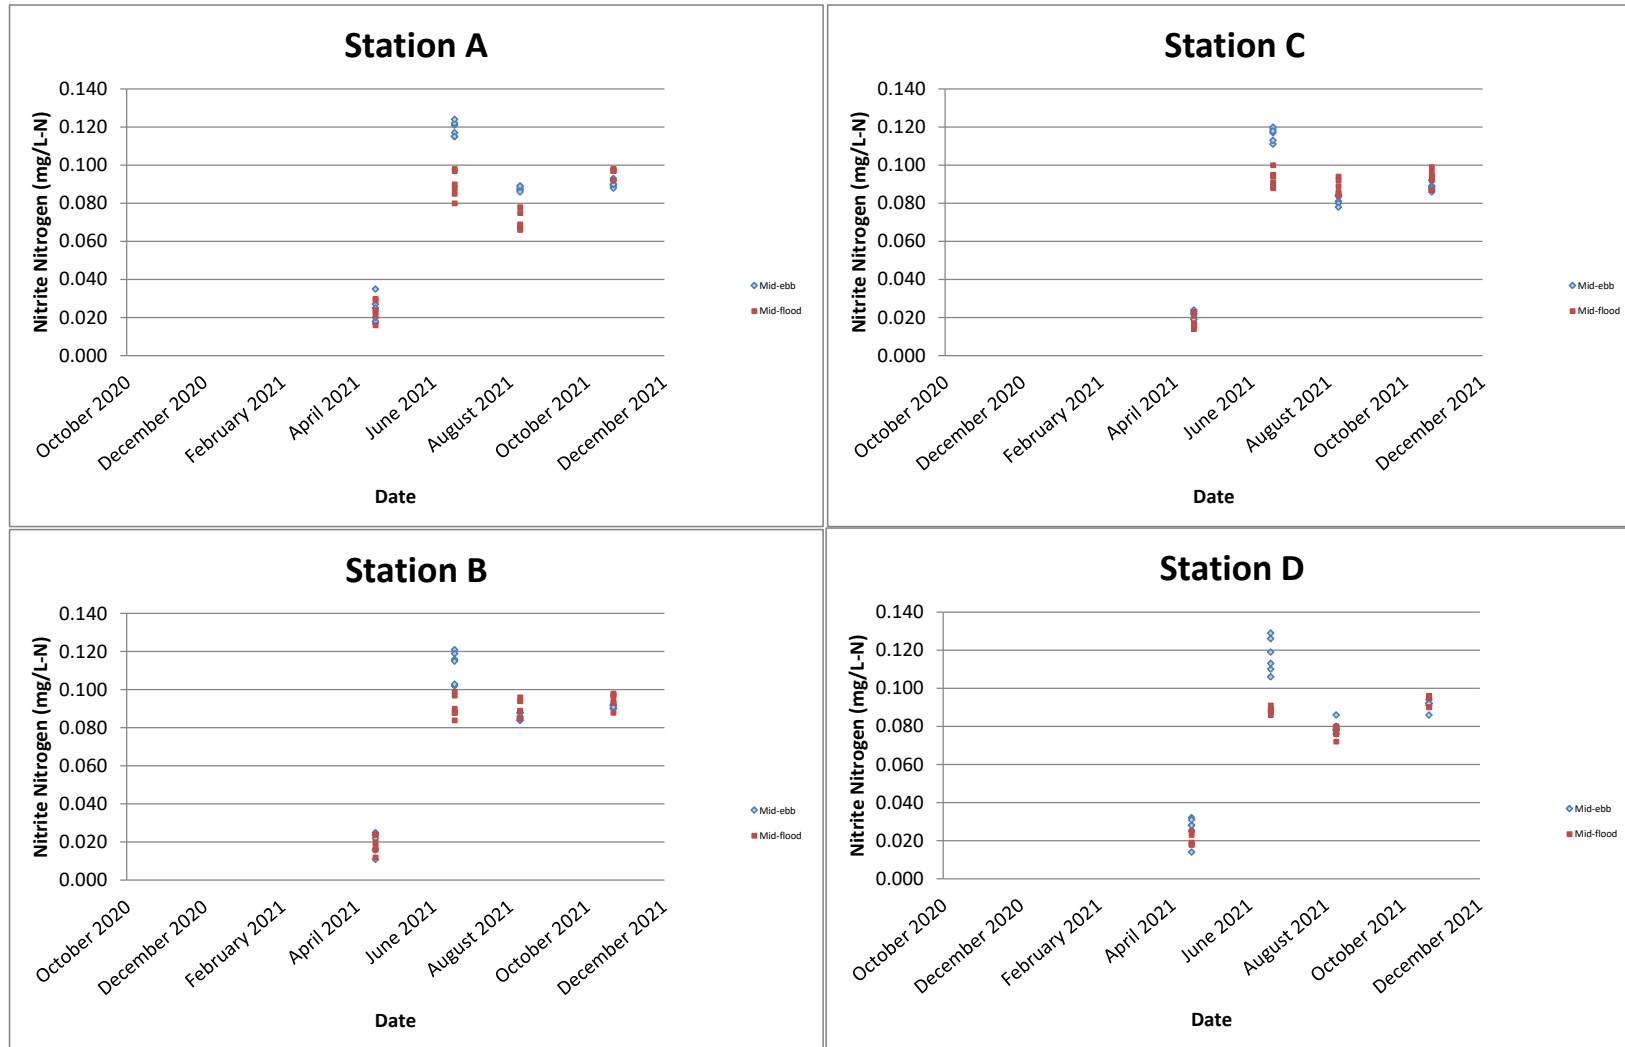 Station A
Nitrite Nitrogen (mg/L-N)
0.140
0.120
0.100
0.080
0.060
0.040
0.020
0.000
October 2020
December 2020
February 2021
April 2021
June 2021
August 2021
October 2021
December 2021
Date
Mid-ebb
Mid-flood
Station C
Nitrite Nitrogen (mg/L-N)
0.140
0.120
0.100
0.080
0.060
0.040
0.020
0.000
October 2020
December 2020
February 2021
April 2021
June 2021
August 2021
October 2021
December 2021
Date
Mid-ebb
Mid-flood
Station B
Nitrite Nitrogen (mg/L-N)
0.140
0.120
0.100
0.080
0.060
0.040
0.020
0.000
October 2020
December 2020
February 2021
April 2021
June 2021
August 2021
October 2021
December 2021
Date
Mid-ebb
Mid-flood
Station D
Nitrite Nitrogen (mg/L-N)
0.140
0.120
0.100
0.080
0.060
0.040
0.020
0.000
October 2020
December 2020
February 2021
April 2021
June 2021
August 2021
October 2021
December 2021
Date
Mid-ebb
Mid-flood